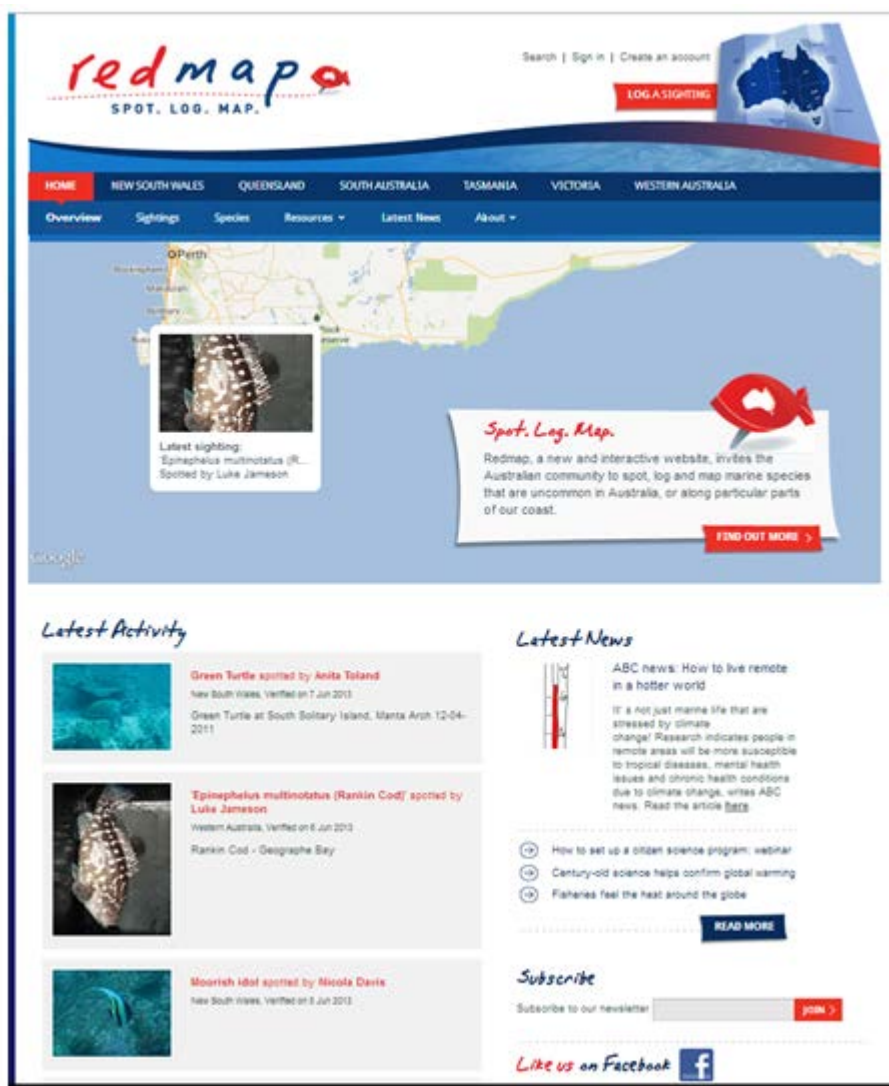 redmap
SPOT. LOG. MAP.
Search | Sign in | Create an account
LOG A SIGHTING
HOME NEW SOUTH WALES QUEENSLAND SOUTH AUSTRALIA TASMANIA VICTORIA WESTERN AUSTRALIA
Overview Sightings Species Resources Latest News About
Perth
Rockingham
Mandurah
Bunbury
Latest sighting:
'Epinephelus multinotatus (R...
Spotted by Luke Jameson
Spot. Log. Map.
Redmap, a new and interactive website, invites the
Australian community to spot, log and map marine species
that are uncommon in Australia, or along particular parts
of our coast.
FIND OUT MORE >
Google
Latest Activity
Green Turtle spotted by Anita Toland
New South Wales, Verified on 7 Jun 2013
Green Turtle at South Solitary Island, Manta Arch 12-04-
2011
'Epinephelus multinotatus (Rankin Cod)' spotted by
Luke Jameson
Western Australia, Verified on 6 Jun 2013
Rankin Cod - Geographe Bay
Moorish idol spotted by Nicola Davis
New South Wales, Verified on 5 Jun 2013
Latest News
ABC news: How to live remote
in a hotter world
It' s not just marine life that are
stressed by climate
change! Research indicates people in
remote areas will be more susceptible
to tropical diseases, mental health
issues and chronic health conditions
due to climate change, writes ABC
news. Read the article here.
How to set up a citizen science program: webinar
Century-old science helps confirm global warming
Fisheries feel the heat around the globe
READ MORE
Subscribe
Subscribe to our newsletter JOIN >
Like us on Facebook f